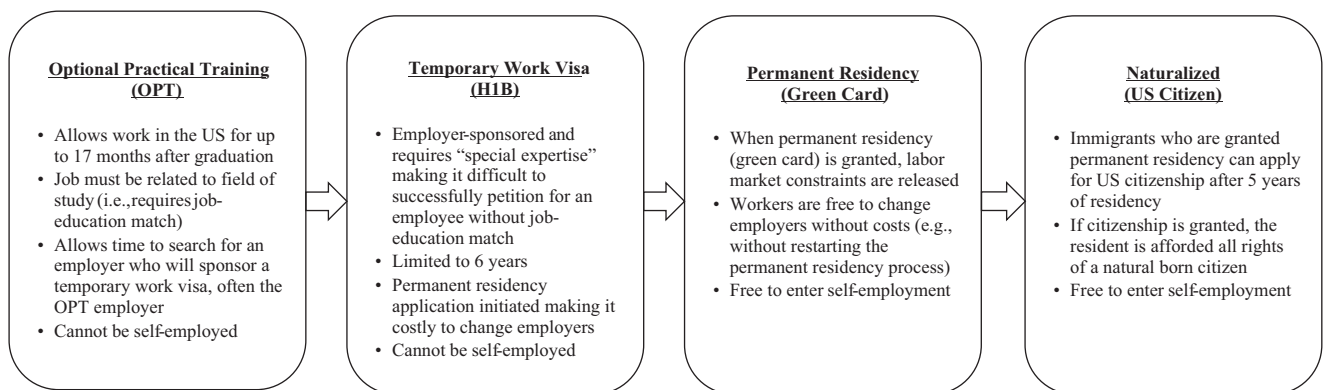 Optional Practical Training
(OPT)
• Allows work in the US for up
to 17 months after graduation
• Job must be related to field of
study (i.e., requires job-
education match)
• Allows time to search for an
employer who will sponsor a
temporary work visa, often the
OPT employer
• Cannot be self-employed
Temporary Work Visa
(H1B)
• Employer-sponsored and
requires “special expertise”
making it difficult to
successfully petition for an
employee without job-
education match
• Limited to 6 years
• Permanent residency
application initiated making it
costly to change employers
• Cannot be self-employed
Permanent Residency
(Green Card)
• When permanent residency
(green card) is granted, labor
market constraints are released
• Workers are free to change
employers without costs (e.g.,
without restarting the
permanent residency process)
• Free to enter self-employment
Naturalized
(US Citizen)
• Immigrants who are granted
permanent residency can apply
for US citizenship after 5 years
of residency
• If citizenship is granted, the
resident is afforded all rights
of a natural born citizen
• Free to enter self-employment